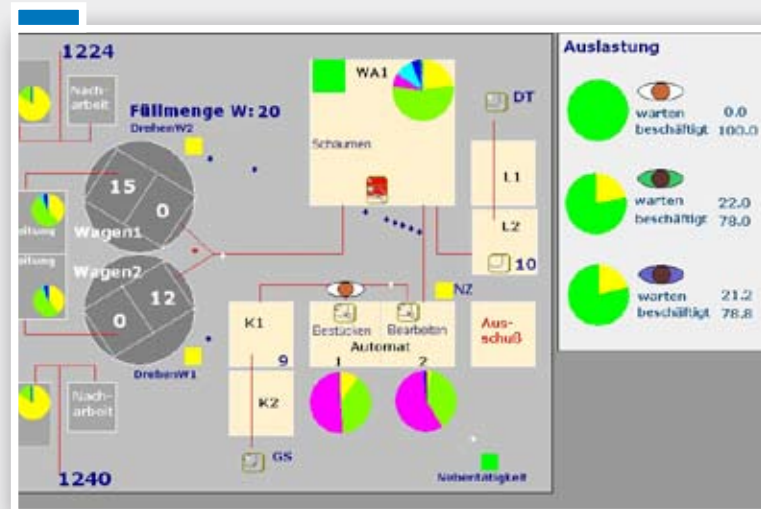 1224
Nach-
arbeit
Füllmenge W: 20
DrehenW2
15
0
Wagen1
eitung
eitung
Wagen2
12
0
DrehenW1
Nach-
arbeit
1240
WA1
Schäumen
DT
L1
L2
10
NZ
K1
9
K2
GS
Bestücken
Bearbeiten
Automat
1
2
Aus-
schuß
Nebentätigkeit
Auslastung
warten 0.0
beschäftigt 100.0
warten 22.0
beschäftigt 78.0
warten 21.2
beschäftigt 78.8